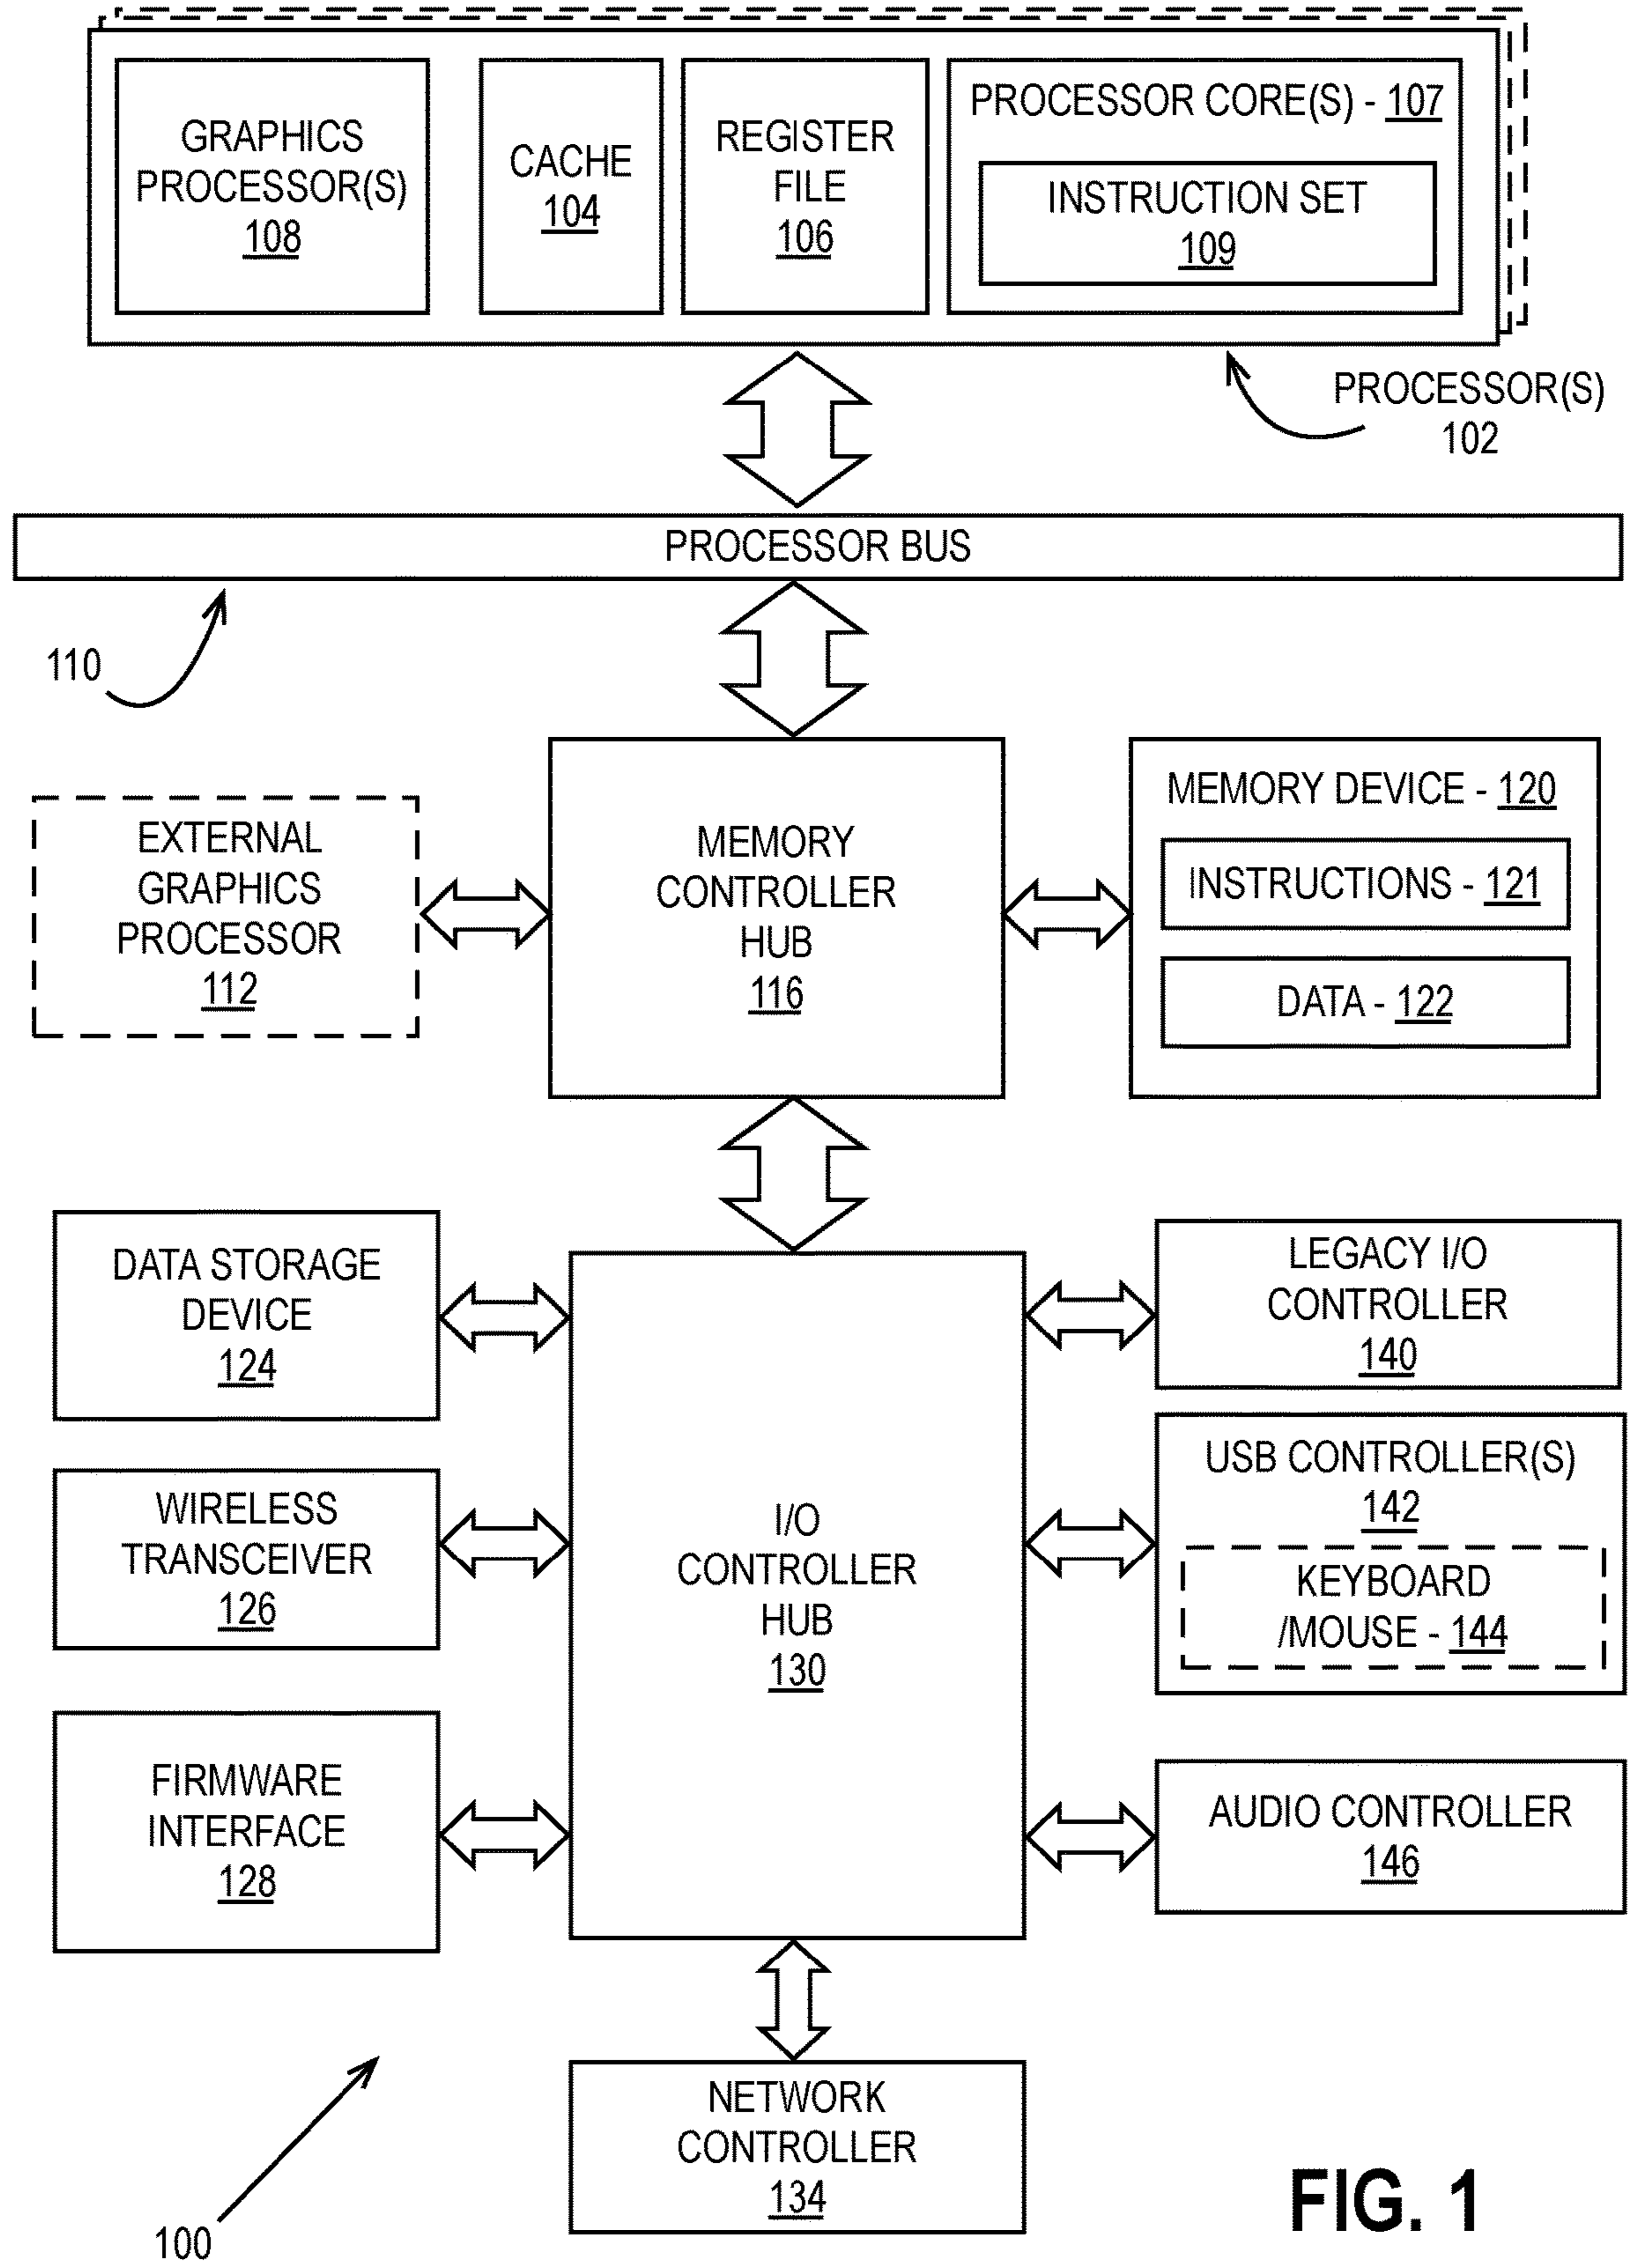 GRAPHICS
PROCESSOR(S)
108
CACHE
104
REGISTER
FILE
106
PROCESSOR CORE(S) - 107
INSTRUCTION SET
109
PROCESSOR(S)
102
PROCESSOR BUS
110
EXTERNAL
GRAPHICS
PROCESSOR
112
MEMORY
CONTROLLER
HUB
116
MEMORY DEVICE - 120
INSTRUCTIONS - 121
DATA - 122
DATA STORAGE
DEVICE
124
WIRELESS
TRANSCEIVER
126
FIRMWARE
INTERFACE
128
I/O
CONTROLLER
HUB
130
LEGACY I/O
CONTROLLER
140
USB CONTROLLER(S)
142
KEYBOARD
/MOUSE - 144
AUDIO CONTROLLER
146
NETWORK
CONTROLLER
134
100
FIG. 1